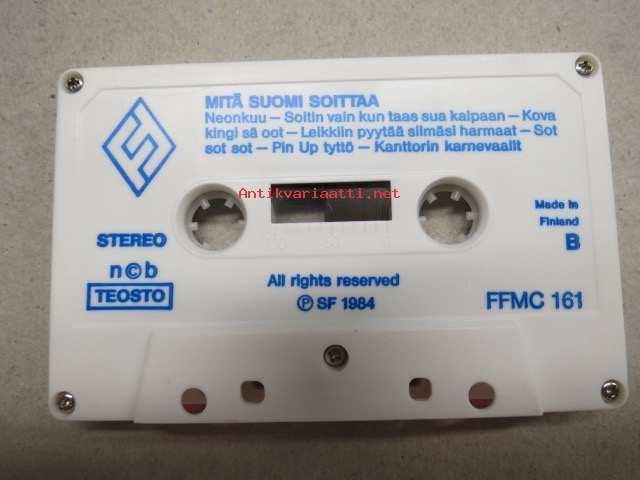 MITÄ SUOMI SOITTAA
Neonkuu – Soitin vain kun taas sua kaipaan – Kova
kingi sä oot – Leikkiin pyytää silmäsi harmaat – Sot
sot sot – Pin Up tyttö – Kanttorin karnevaalit
Antikvariaatti.net
Made in
Finland
B
STEREO
n©b
TEOSTO
All rights reserved
Ⓟ SF 1984
FFMC 161